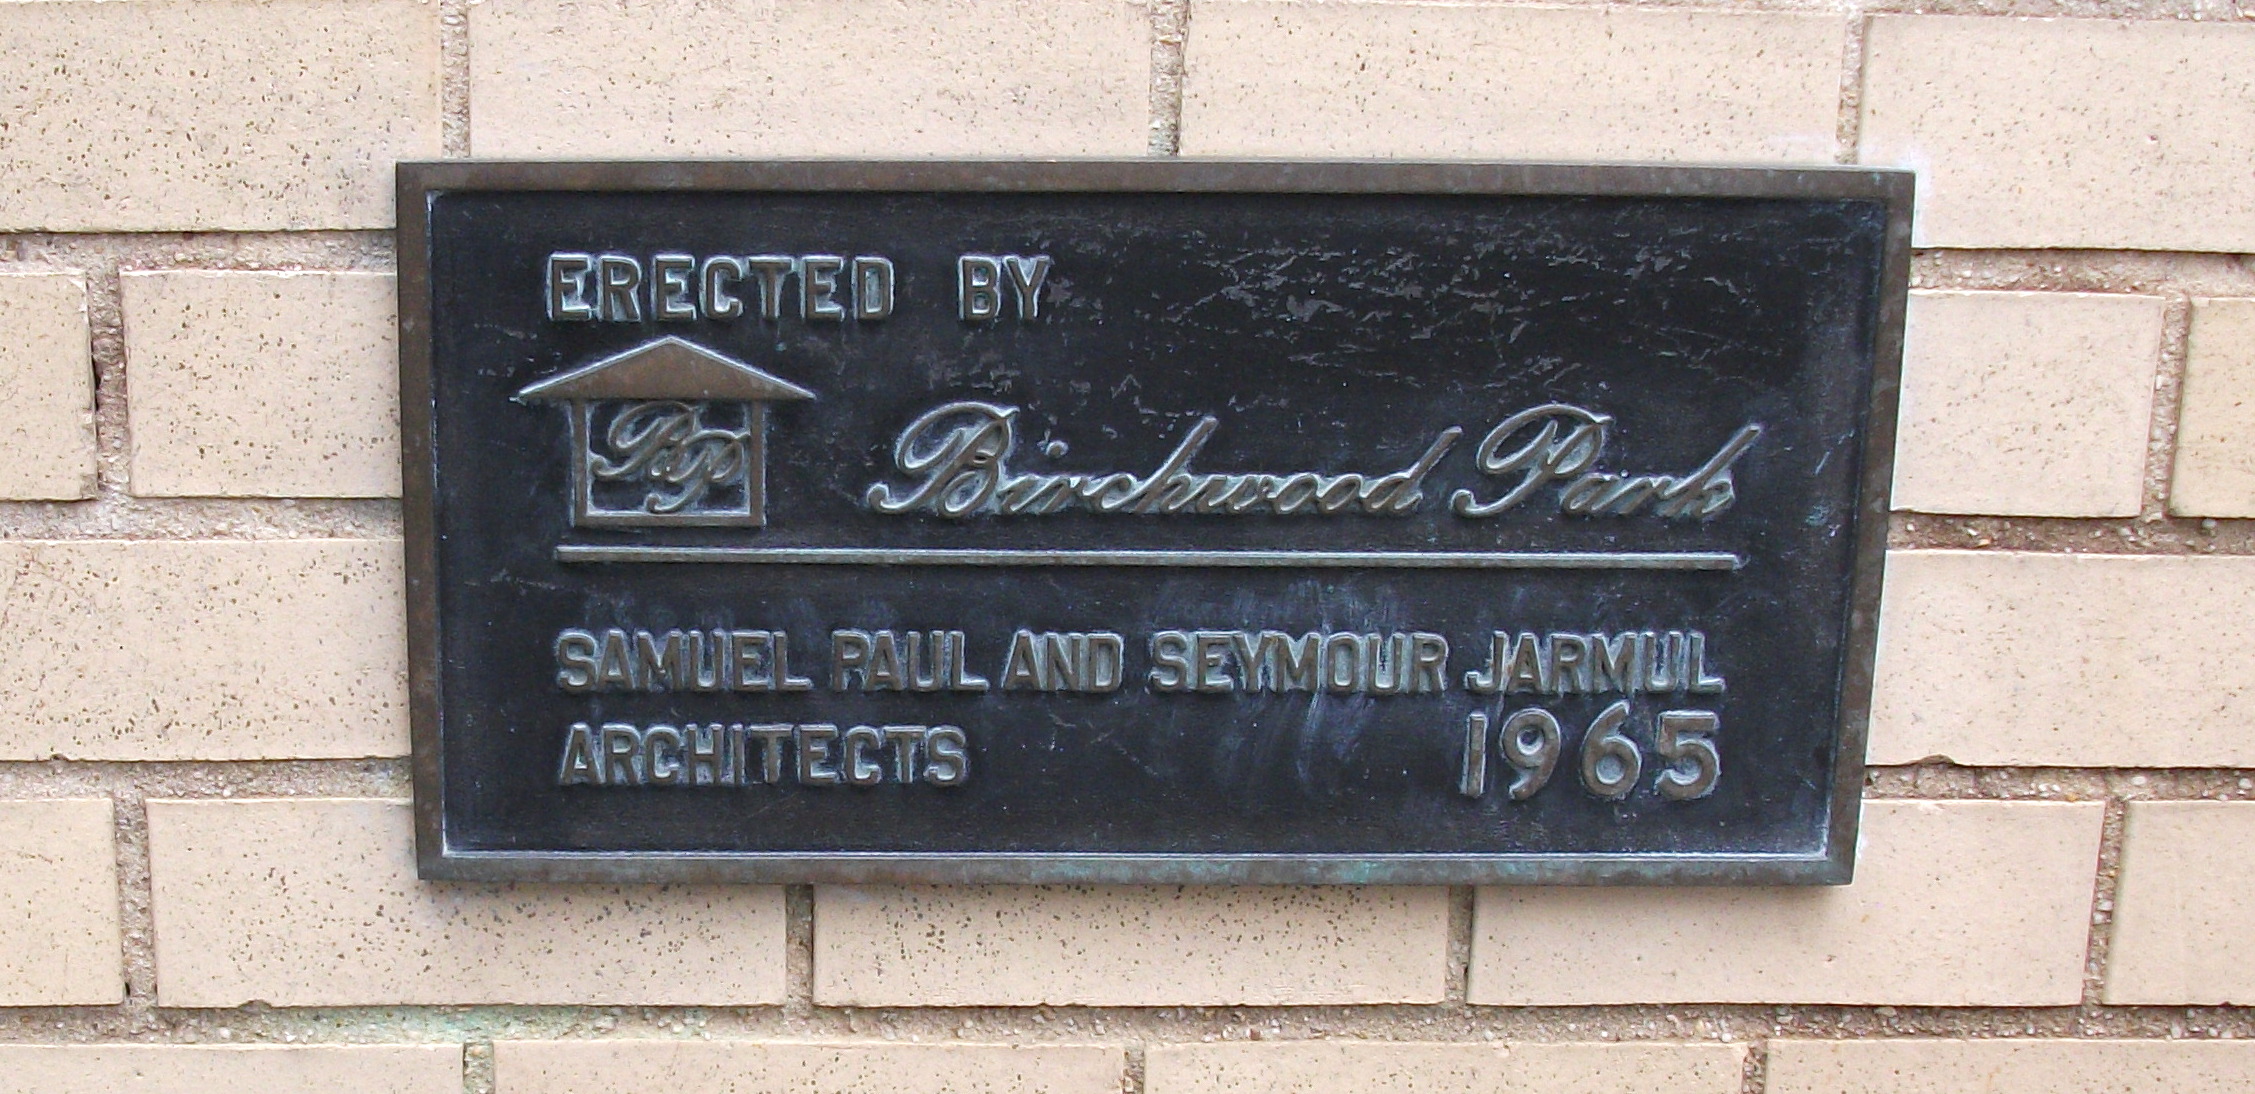 ERECTED BY
BP
Birchwood Park
SAMUEL PAUL AND SEYMOUR JARMUL
ARCHITECTS 1965